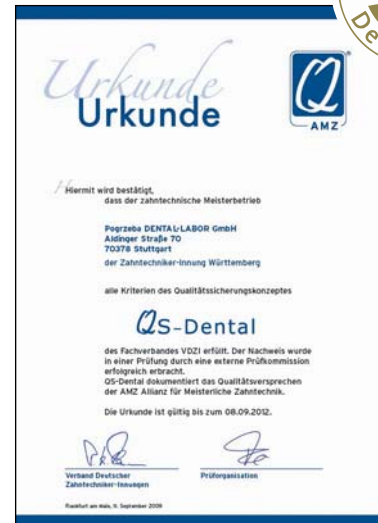 Urkunde
Urkunde
Q
AMZ
De
Hiermit wird bestätigt,
dass der zahntechnische Meisterbetrieb
Pogrzeba DENTAL-LABOR GmbH
Aldinger Straße 70
70378 Stuttgart
der Zahntechniker-Innung Württemberg
alle Kriterien des Qualitätssicherungskonzeptes
QS-Dental
des Fachverbandes VDZI erfüllt. Der Nachweis wurde
in einer Prüfung durch eine externe Prüfkommission
erfolgreich erbracht.
QS-Dental dokumentiert das Qualitätsversprechen
der AMZ Allianz für Meisterliche Zahntechnik.
Die Urkunde ist gültig bis zum 08.09.2012.
Verband Deutscher
Zahntechniker-Innungen
Prüforganisation
Frankfurt am Main, 9. September 2009